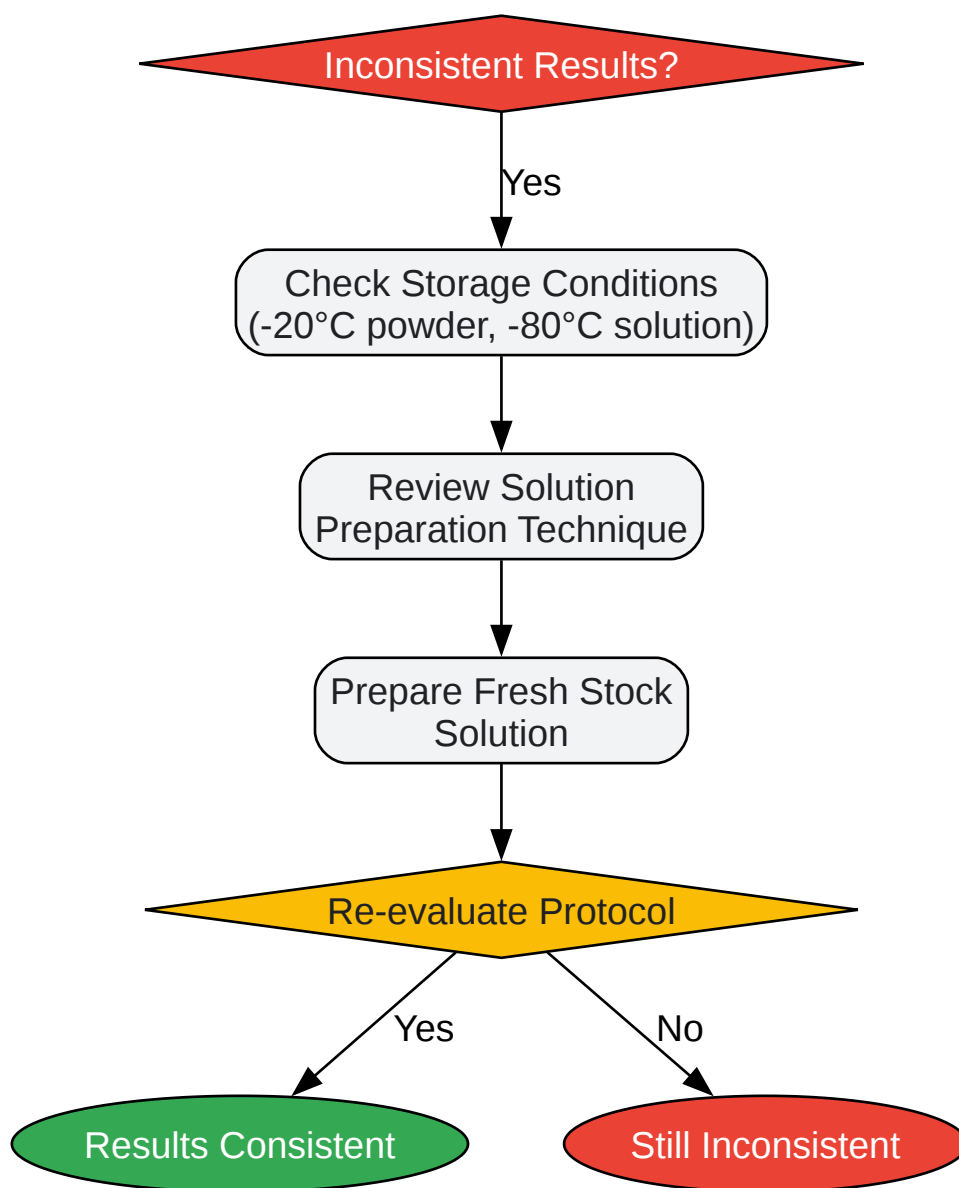 Inconsistent Results?
Yes
Check Storage Conditions
(-20°C powder, -80°C solution)
Review Solution
Preparation Technique
Prepare Fresh Stock
Solution
Re-evaluate Protocol
Yes
No
Results Consistent
Still Inconsistent